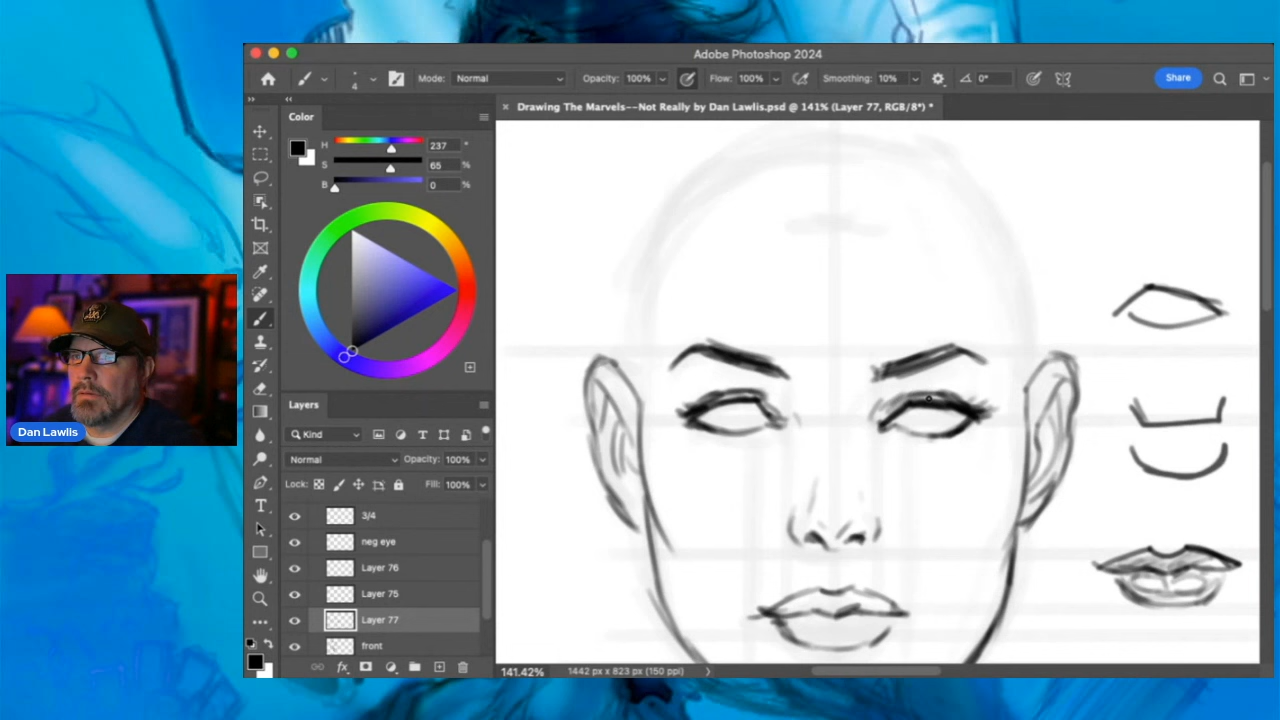 Adobe Photoshop 2024
4
Mode: Normal
Opacity: 100%
Flow: 100%
Smoothing: 10%
0°
Share
Color
Drawing The Marvels--Not Really by Dan Lawlis.psd @ 141% (Layer 77, RGB/8*) *
H 237 °
S 65 %
B 0 %
Layers
Kind
Normal
Opacity: 100%
Lock:
Fill: 100%
3/4
neg eye
Layer 76
Layer 75
Layer 77
front
fx
141.42%
1442 px x 823 px (150 ppi)
Dan Lawlis